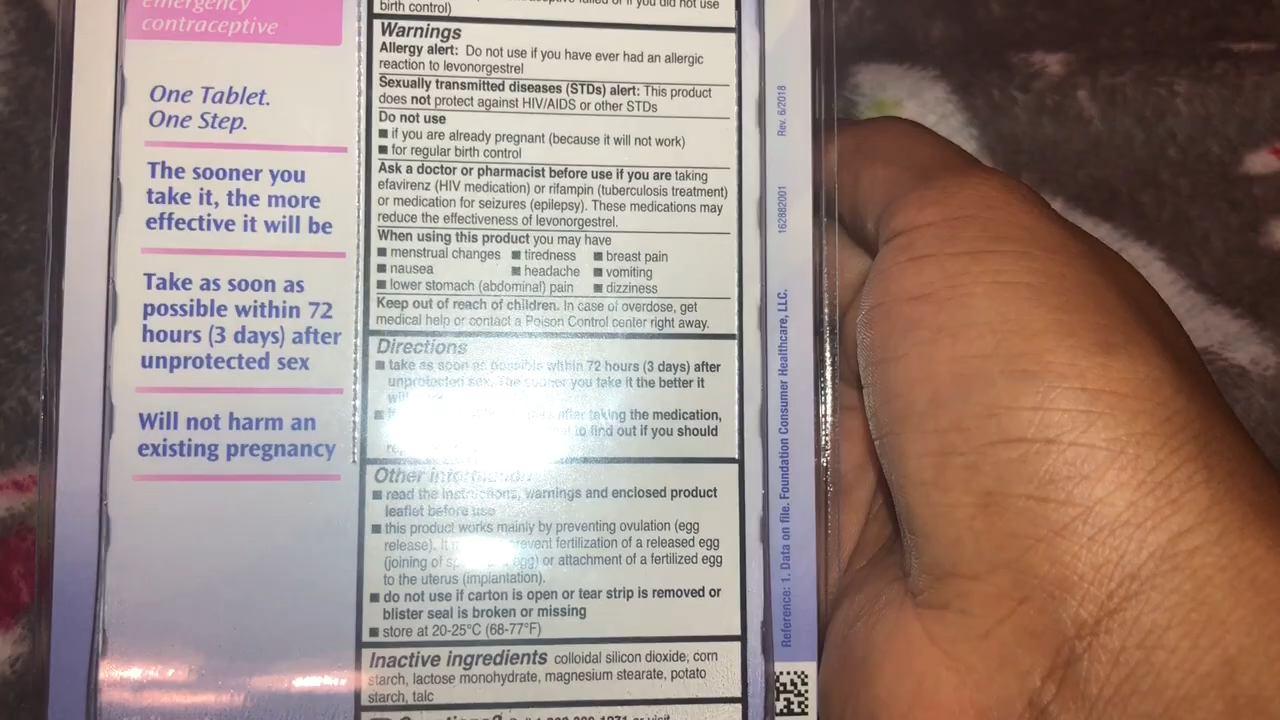 emergency
contraceptive
One Tablet.
One Step.
The sooner you
take it, the more
effective it will be
Take as soon as
possible within 72
hours (3 days) after
unprotected sex
Will not harm an
existing pregnancy
failed or if you did not use
birth control)
Warnings
Allergy alert: Do not use if you have ever had an allergic
reaction to levonorgestrel
Sexually transmitted diseases (STDs) alert: This product
does not protect against HIV/AIDS or other STDs
Do not use
■ if you are already pregnant (because it will not work)
■ for regular birth control
Ask a doctor or pharmacist before use if you are taking
efavirenz (HIV medication) or rifampin (tuberculosis treatment)
or medication for seizures (epilepsy). These medications may
reduce the effectiveness of levonorgestrel.
When using this product you may have
■ menstrual changes ■ tiredness ■ breast pain
■ nausea ■ headache ■ vomiting
■ lower stomach (abdominal) pain ■ dizziness
Keep out of reach of children. In case of overdose, get
medical help or contact a Poison Control center right away.
Directions
■ take as soon as possible within 72 hours (3 days) after
unprotected sex. The sooner you take it the better it
after taking the medication,
to find out if you should
Other information
■ read the instructions, warnings and enclosed product
leaflet before use
■ this product works mainly by preventing ovulation (egg
release). It prevent fertilization of a released egg
(joining of egg) or attachment of a fertilized egg
to the uterus (implantation).
■ do not use if carton is open or tear strip is removed or
blister seal is broken or missing
■ store at 20-25°C (68-77°F)
Inactive ingredients colloidal silicon dioxide, corn
starch, lactose monohydrate, magnesium stearate, potato
starch, talc
Reference: 1. Data on file. Foundation Consumer Healthcare, LLC. 162882001 Rev. 6/2018